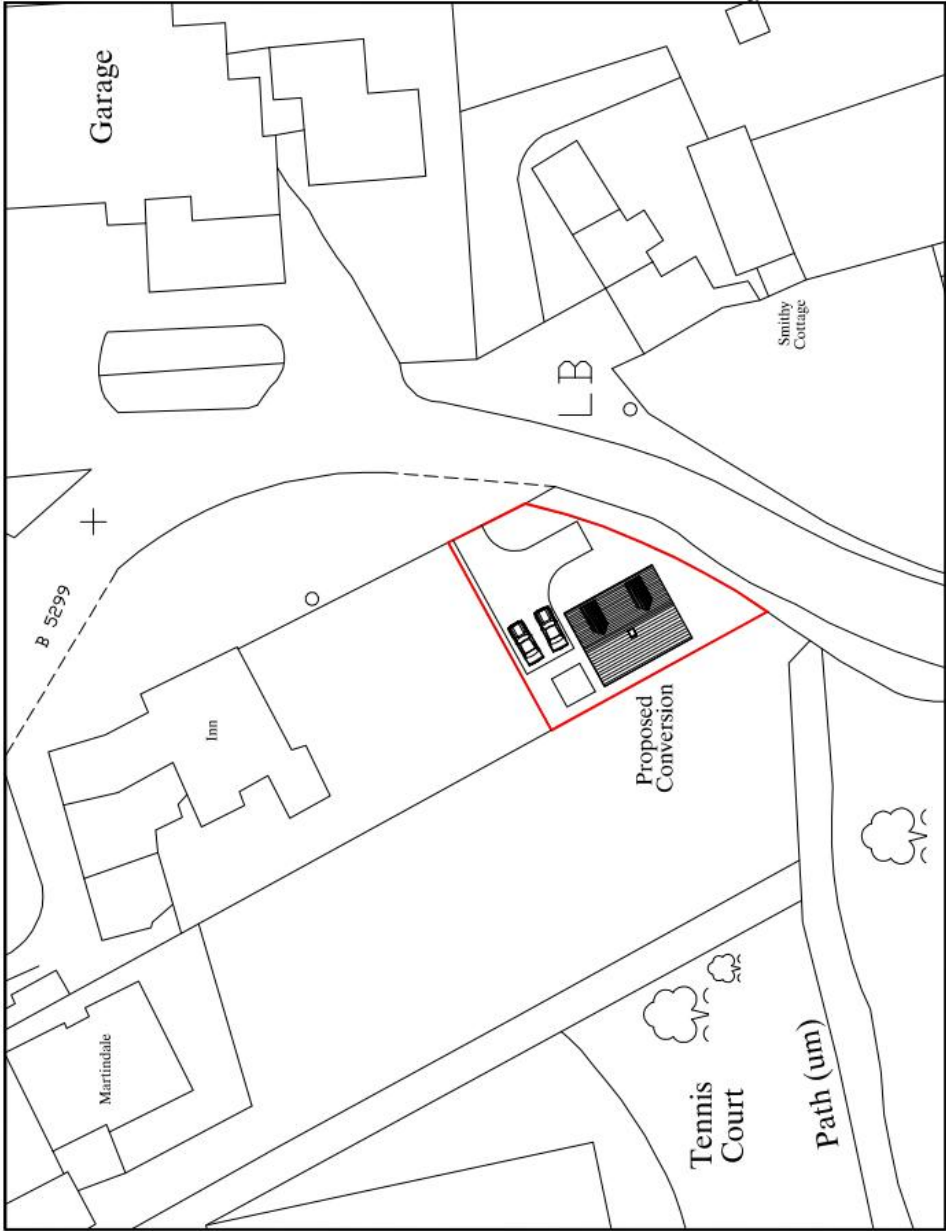 Garage
B 5299
Inn
Martindale
LB
Smithy
Cottage
Proposed
Conversion
Tennis
Court
Path (um)